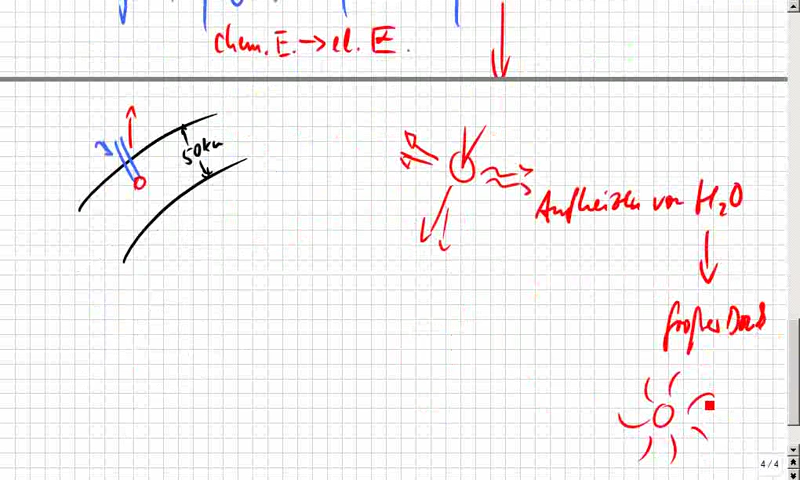 chem. E. → el. E.
50km
Aufheizen von H₂O
großer Druck
4 / 4